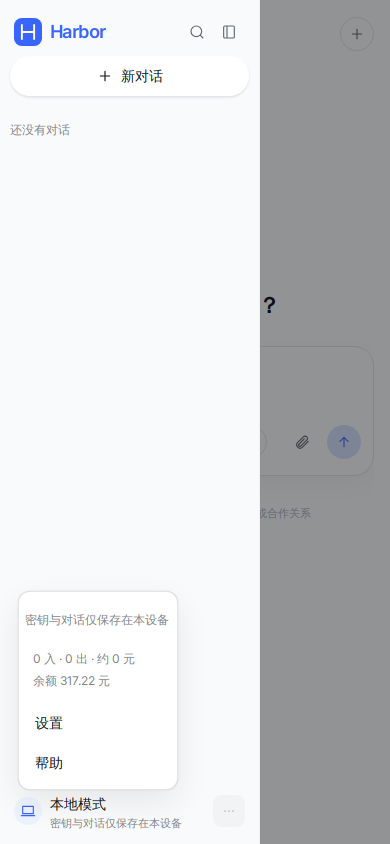 Harbor
新对话
还没有对话
？
或合作关系
密钥与对话仅保存在本设备
0 入 · 0 出 · 约 0 元
余额 317.22 元
设置
帮助
本地模式
密钥与对话仅保存在本设备